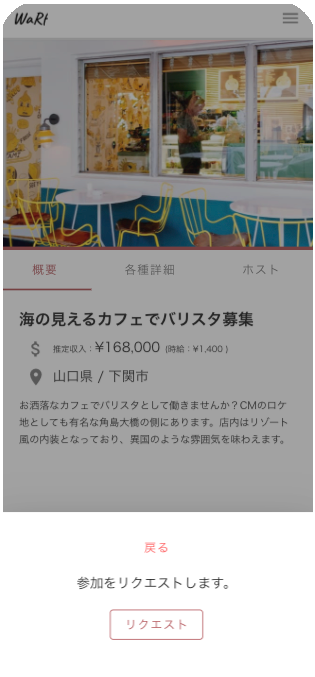 WaRt
概要 各種詳細 ホスト
海の見えるカフェでバリスタ募集
推定収入：¥168,000 (時給：¥1,400 )
山口県 / 下関市
お洒落なカフェでバリスタとして働きませんか？CMのロケ
地としても有名な角島大橋の側にあります。店内はリゾート
風の内装となっており、異国のような雰囲気を味わえます。
戻る
参加をリクエストします。
リクエスト